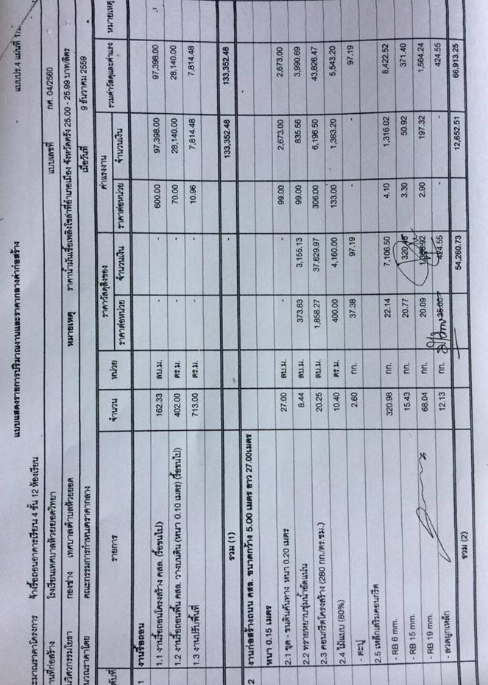 แบบแสดงรายการปริมาณงานและราคากลางค่าก่อสร้าง
แบบปร.4 แผ่นที่ 1/
ประมาณราคาโครงการ จ้างรื้อถอนอาคารเรียน 4 ชั้น 12 ห้องเรียน
โรงเรียนเทศบาลตำบลห้วยยอดวิทยา แบบเลขที่ กค. 04/2560
กองช่าง เทศบาลตำบลห้วยยอด หมายเหตุ ราคาน้ำมันเชื้อเพลิงโซล่าที่อำเภอเมือง จังหวัดตรัง 25.00 - 25.99 บาท/ลิตร
คณะกรรมการกำหนดราคากลาง เมื่อวันที่ 9 ธันวาคม 2559
รายการ จำนวน หน่วย ราคาวัสดุสิ่งของ ค่าแรงงาน รวมค่าวัสดุและค่าแรง หมายเหตุ
ราคาต่อหน่วย จำนวนเงิน ราคาต่อหน่วย จำนวนเงิน
1 งานรื้อถอน
1.1 งานรื้อถอนโครงสร้าง คสล. (รื้อขนไป) 162.33 ลบ.ม. - - 600.00 97,398.00 97,398.00
1.2 งานรื้อถอนพื้น คสล. วางบนดิน (หนา 0.10 เมตร) (รื้อขนไป) 402.00 ตร.ม. - - 70.00 28,140.00 28,140.00
1.3 งานปรับพื้นที่ 713.00 ตร.ม. - - 10.96 7,814.48 7,814.48
รวม (1) - 133,352.48 133,352.48
2 งานก่อสร้างถนน คสล. ขนาดกว้าง 5.00 เมตร ยาว 27.00เมตร
หนา 0.15 เมตร
2.1 ขุด - ขนดินคันทาง หนา 0.20 เมตร 27.00 ลบ.ม. - - 99.00 2,673.00 2,673.00
2.2 ทรายหยาบรุ่มน้ำอัดแน่น 8.44 ลบ.ม. 373.83 3,155.13 99.00 835.56 3,990.69
2.3 คอนกรีตโครงสร้าง (280 กก./ตร.ซม.) 20.25 ลบ.ม. 1,858.27 37,629.97 306.00 6,196.50 43,826.47
2.4 ไม้แบบ (80%) 10.40 ตร.ม. 400.00 4,160.00 133.00 1,383.20 5,543.20
- ตะปู 2.60 กก. 37.38 97.19 - - 97.19
2.5 เหล็กเสริมคอนกรีต
- RB 6 mm. 320.98 กก. 22.14 7,106.50 4.10 1,316.02 8,422.52
- RB 15 mm. 15.43 กก. 20.77 3.30 50.92 371.40
- RB 19 mm. 68.04 กก. 20.09 2.90 197.32 1,564.24
- ลวดผูกเหล็ก 12.13 กก. 35.00 424.55 - - 424.55
รวม (2) 54,260.73 12,652.51 66,913.25